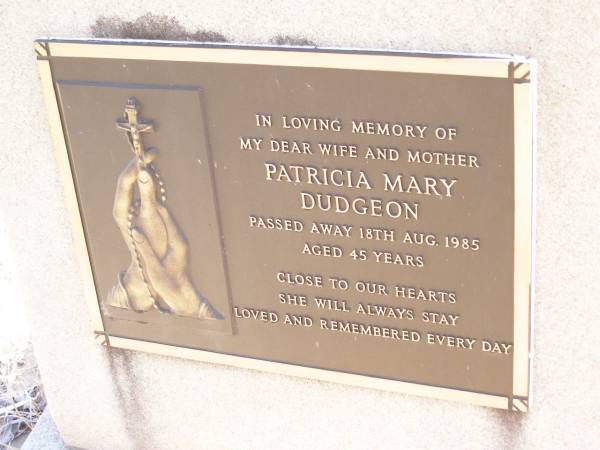 IN LOVING MEMORY OF
MY DEAR WIFE AND MOTHER
PATRICIA MARY
DUDGEON
PASSED AWAY 18TH AUG. 1985
AGED 45 YEARS
CLOSE TO OUR HEARTS
SHE WILL ALWAYS STAY
LOVED AND REMEMBERED EVERY DAY